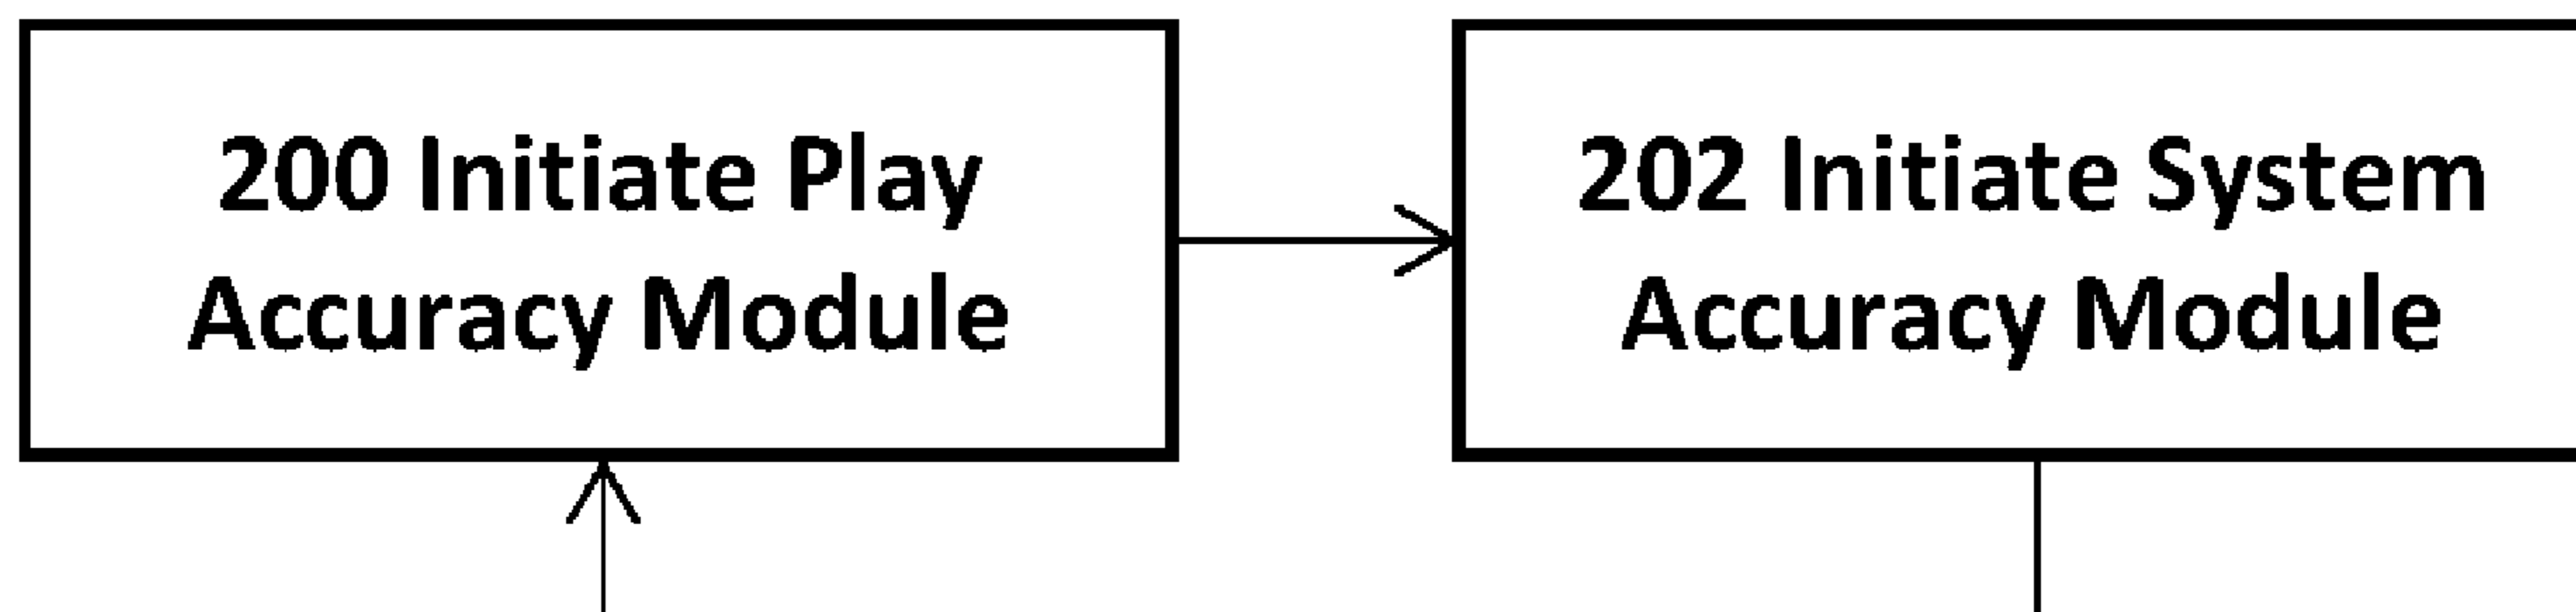 200 Initiate Play
Accuracy Module
202 Initiate System
Accuracy Module